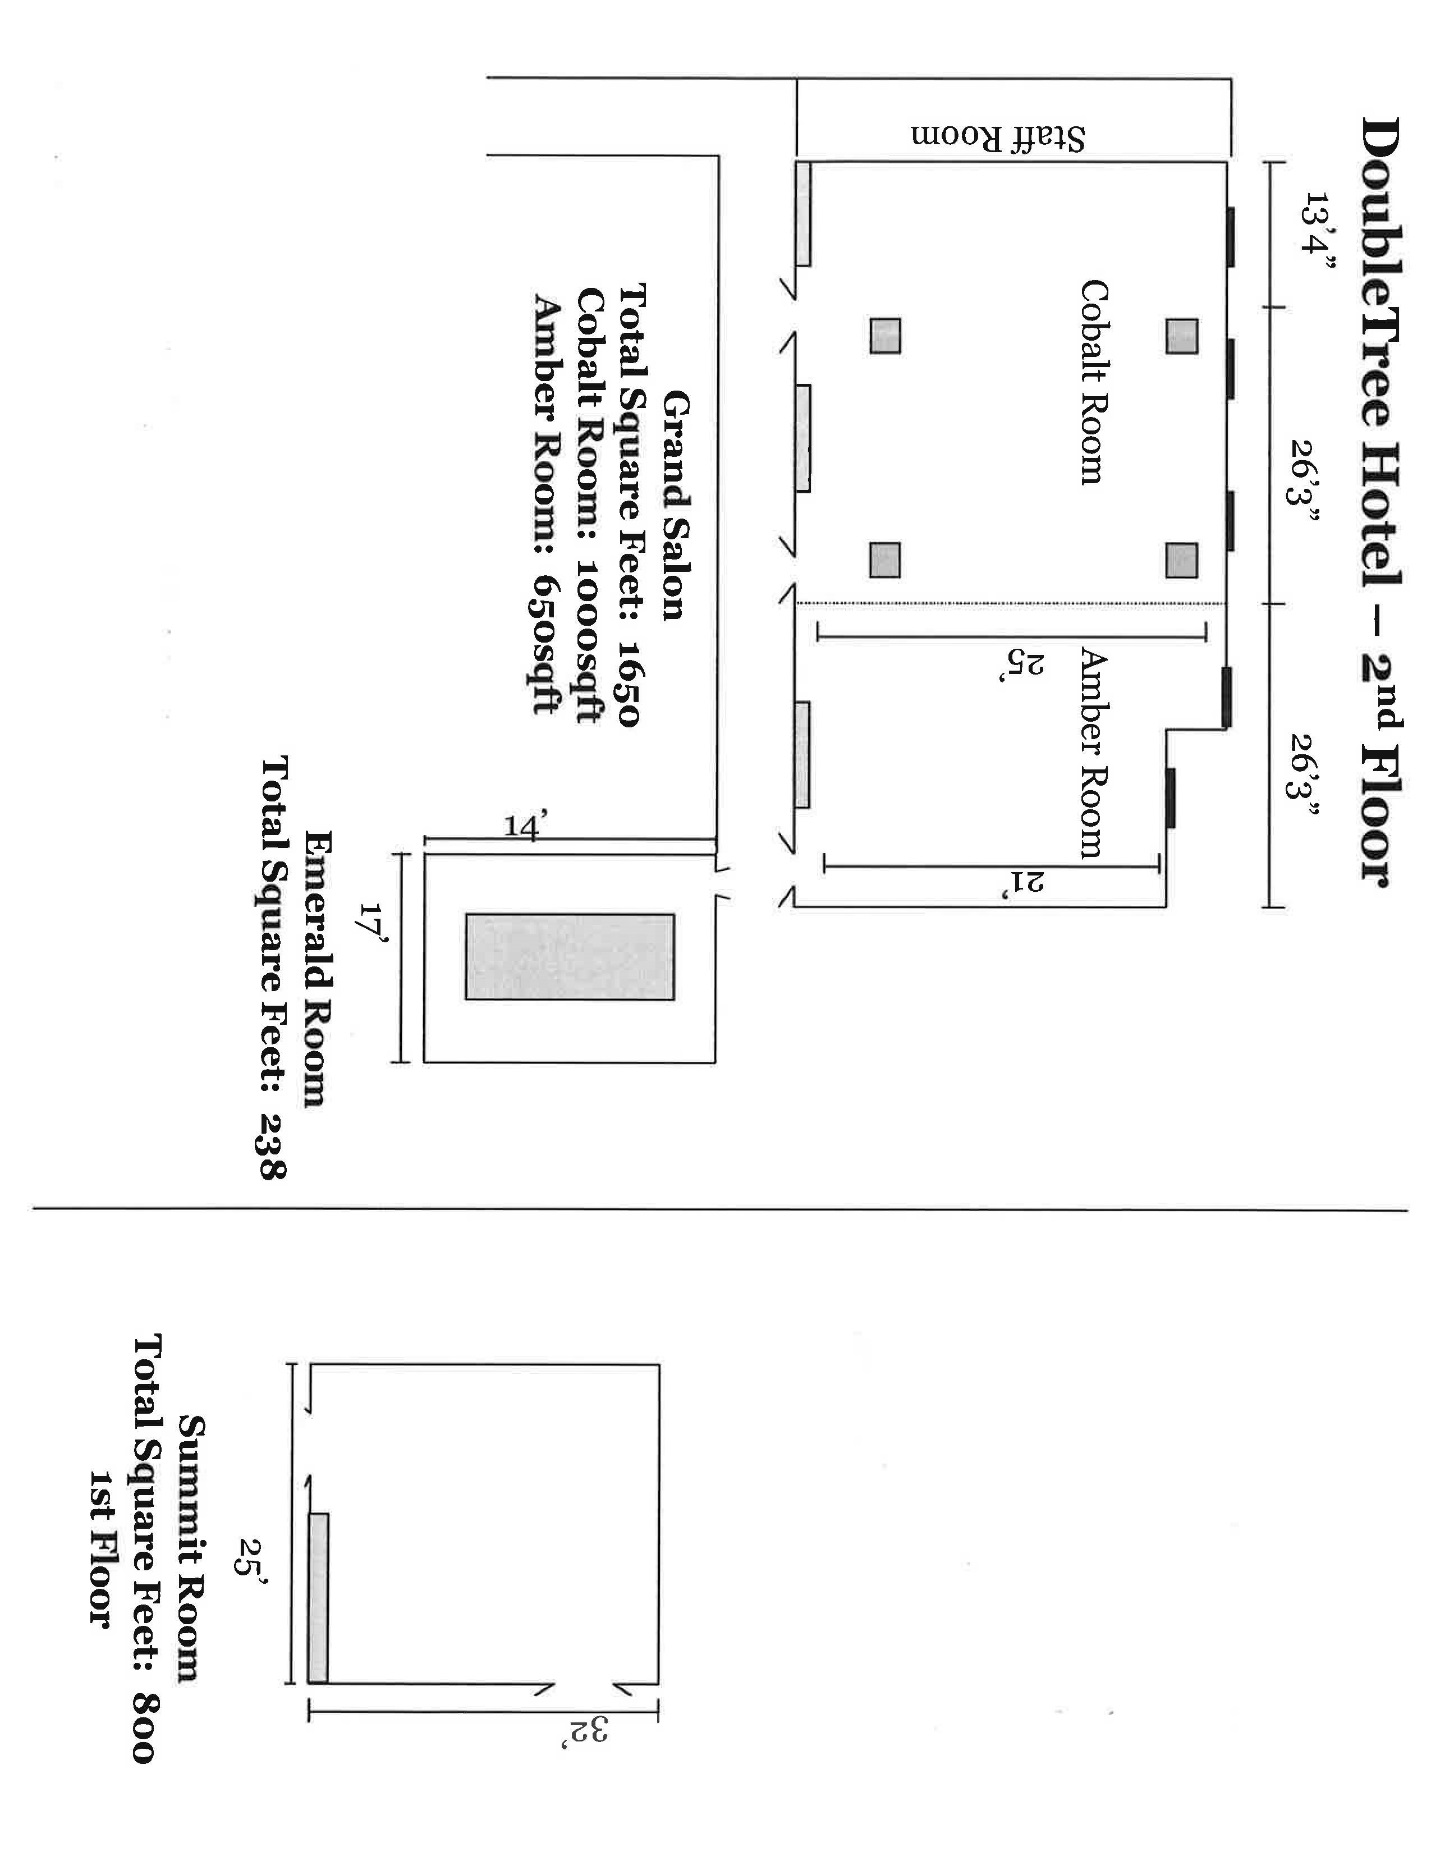 DoubleTree Hotel – 2nd Floor
13’4”
26’3”
26’3”
Staff Room
Cobalt Room
Amber Room
25’
21’
Grand Salon
Total Square Feet: 1650
Cobalt Room: 1000sqft
Amber Room: 650sqft
14’
17’
Emerald Room
Total Square Feet: 238
32’
25’
Summit Room
Total Square Feet: 800
1st Floor